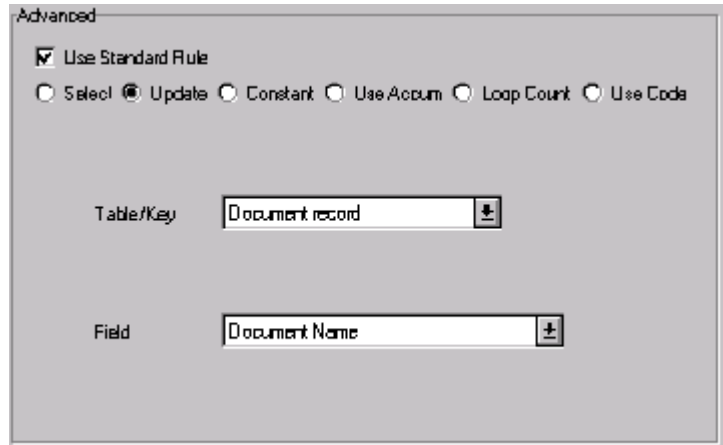 Advanced
Use Standard Rule
Select Update Constant Use Accum Loop Count Use Code
Table/Key Document record
Field Document Name